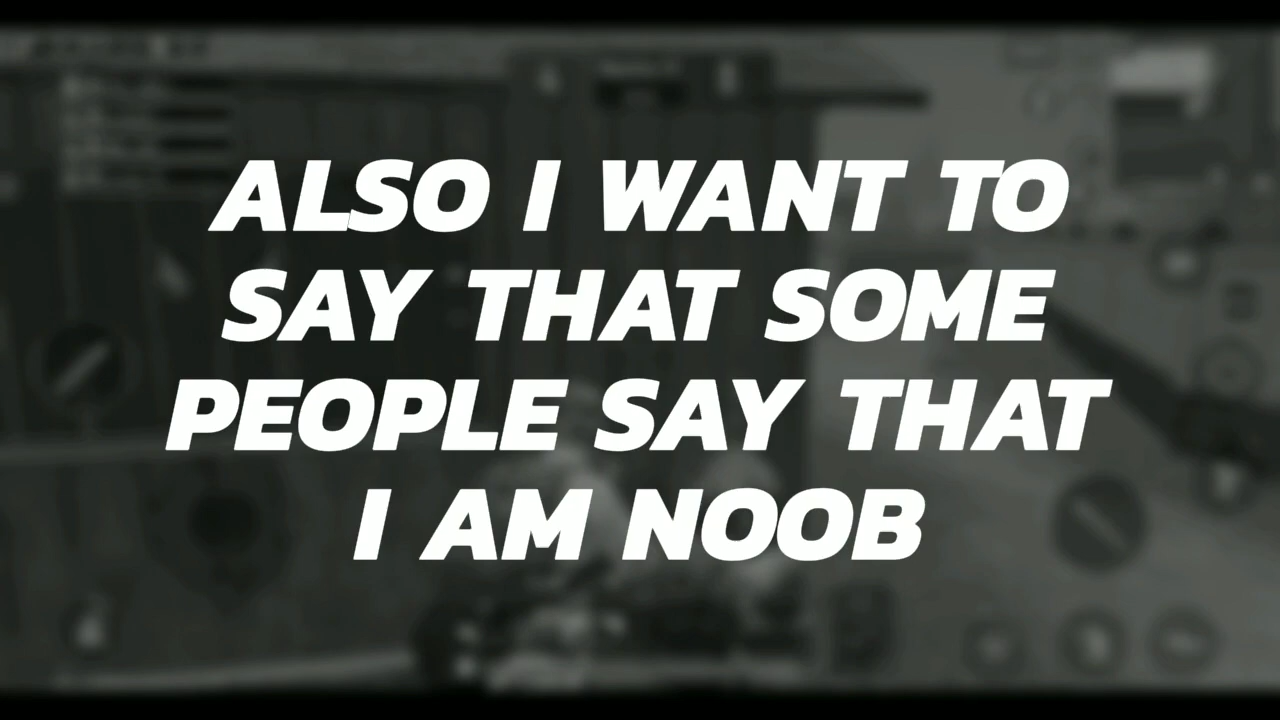 ALSO I WANT TO
SAY THAT SOME
PEOPLE SAY THAT
I AM NOOB